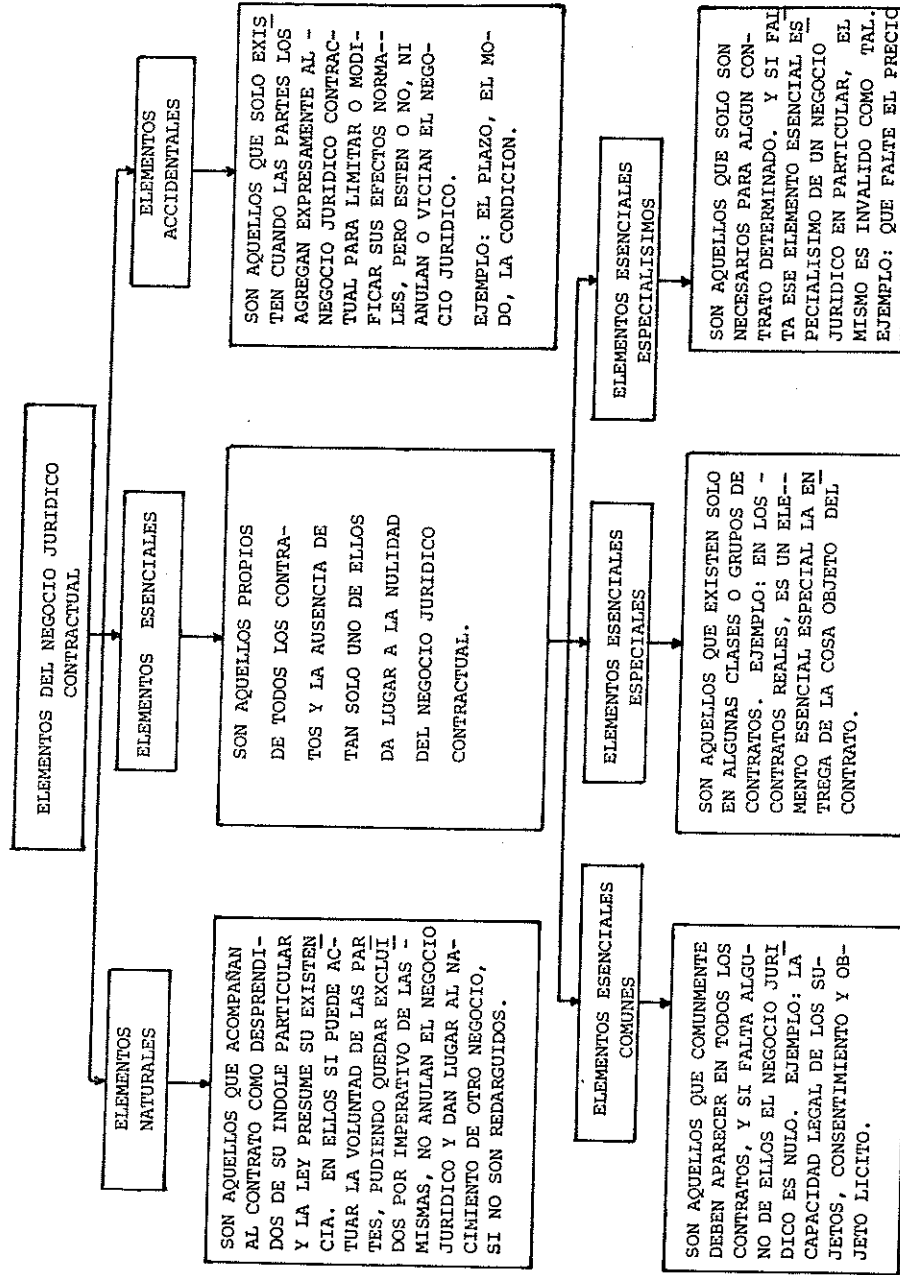 ELEMENTOS DEL NEGOCIO JURIDICO
CONTRACTUAL
ELEMENTOS
NATURALES
ELEMENTOS ESENCIALES
ELEMENTOS
ACCIDENTALES
SON AQUELLOS QUE ACOMPAÑAN
AL CONTRATO COMO DESPRENDI-
DOS DE SU INDOLE PARTICULAR
Y LA LEY PRESUME SU EXISTEN
CIA. EN ELLOS SI PUEDE AC-
TUAR LA VOLUNTAD DE LAS PAR
TES, PUDIENDO QUEDAR EXCLUI
DOS POR IMPERATIVO DE LAS -
MISMAS, NO ANULAN EL NEGOCIO
JURIDICO Y DAN LUGAR AL NA-
CIMIENTO DE OTRO NEGOCIO,
SI NO SON REDARGUIDOS.
SON AQUELLOS PROPIOS
DE TODOS LOS CONTRA-
TOS Y LA AUSENCIA DE
TAN SOLO UNO DE ELLOS
DA LUGAR A LA NULIDAD
DEL NEGOCIO JURIDICO
CONTRACTUAL.
SON AQUELLOS QUE SOLO EXIS
TEN CUANDO LAS PARTES LOS
AGREGAN EXPRESAMENTE AL -
NEGOCIO JURIDICO CONTRAC-
TUAL PARA LIMITAR O MODI-
FICAR SUS EFECTOS NORMA--
LES, PERO ESTEN O NO, NI
ANULAN O VICIAN EL NEGO-
CIO JURIDICO.
EJEMPLO: EL PLAZO, EL MO-
DO, LA CONDICION.
ELEMENTOS ESENCIALES
COMUNES
ELEMENTOS ESENCIALES
ESPECIALES
ELEMENTOS ESENCIALES
ESPECIALISIMOS
SON AQUELLOS QUE COMUNMENTE
DEBEN APARECER EN TODOS LOS
CONTRATOS, Y SI FALTA ALGU-
NO DE ELLOS EL NEGOCIO JURI
DICO ES NULO. EJEMPLO: LA
CAPACIDAD LEGAL DE LOS SU-
JETOS, CONSENTIMIENTO Y OB-
JETO LICITO.
SON AQUELLOS QUE EXISTEN SOLO
EN ALGUNAS CLASES O GRUPOS DE
CONTRATOS. EJEMPLO: EN LOS -
CONTRATOS REALES, ES UN ELE--
MENTO ESENCIAL ESPECIAL LA EN
TREGA DE LA COSA OBJETO DEL
CONTRATO.
SON AQUELLOS QUE SOLO SON
NECESARIOS PARA ALGUN CON-
TRATO DETERMINADO. Y SI FAL
TA ESE ELEMENTO ESENCIAL ES
PECIALISIMO DE UN NEGOCIO
JURIDICO EN PARTICULAR, EL
MISMO ES INVALIDO COMO TAL.
EJEMPLO: QUE FALTE EL PRECIO